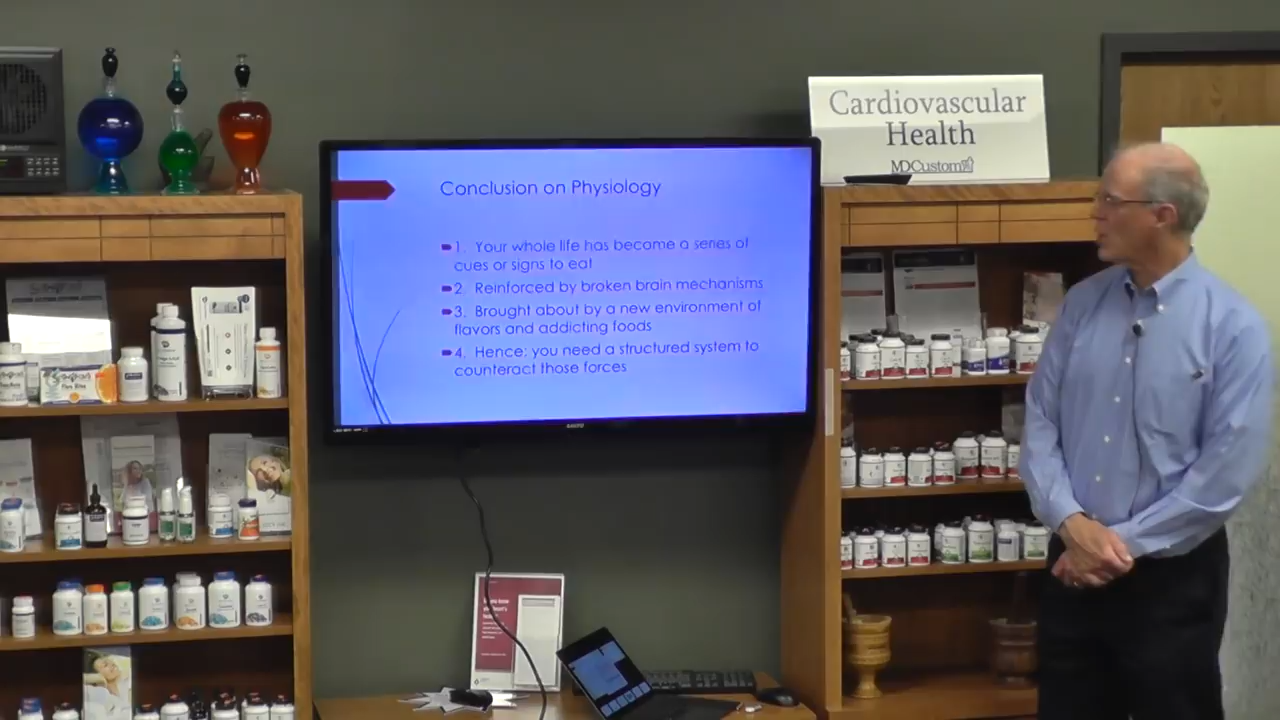 Cardiovascular
Health
MDCustomRx
Conclusion on Physiology
1. Your whole life has become a series of
cues or signs to eat
2. Reinforced by broken brain mechanisms
3. Brought about by a new environment of
flavors and addicting foods
4. Hence: you need a structured system to
counteract those forces
SANYO